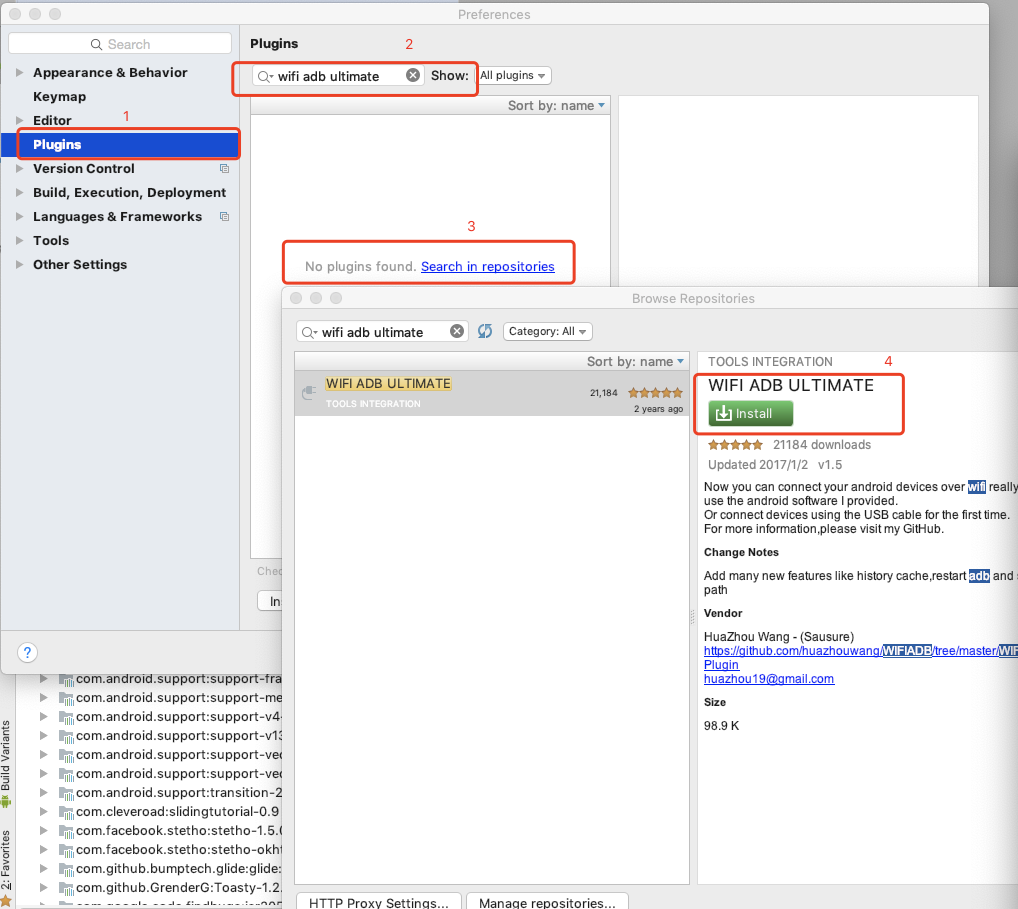 Preferences
Search
Plugins
2
wifi adb ultimate
Show:
All plugins
Appearance & Behavior
Keymap
Editor
1
Plugins
Version Control
Build, Execution, Deployment
Languages & Frameworks
Tools
Other Settings
Sort by: name
3
No plugins found. Search in repositories
Browse Repositories
wifi adb ultimate
Category: All
Sort by: name
WIFI ADB ULTIMATE
TOOLS INTEGRATION
21,184
2 years ago
TOOLS INTEGRATION
4
WIFI ADB ULTIMATE
Install
21184 downloads
Updated 2017/1/2 v1.5
Now you can connect your android devices over wifi really
use the android software I provided.
Or connect devices using the USB cable for the first time.
For more information,please visit my GitHub.
Change Notes
Add many new features like history cache,restart adb and s
path
Vendor
HuaZhou Wang - (Sausure)
https://github.com/huazhouwang/WIFIADB/tree/master/WIF
Plugin
huazhou19@gmail.com
Size
98.9 K
Chec
In
?
com.android.support:support-fra
com.android.support:support-me
com.android.support:support-v4-
com.android.support:support-v13
com.android.support:support-vec
com.android.support:support-vec
com.android.support:transition-2
com.cleveroad:slidingtutorial-0.9
com.facebook.stetho:stetho-1.5.0
com.facebook.stetho:stetho-okht
com.github.bumptech.glide:glide:
com.github.GrenderG:Toasty-1.2.
Build Variants
2: Favorites
HTTP Proxy Settings...
Manage repositories...